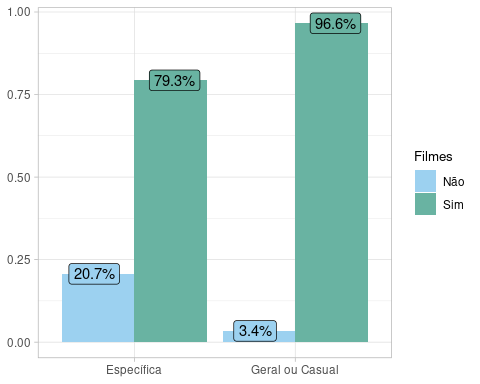 1.00
0.75
0.50
0.25
0.00
20.7%
79.3%
3.4%
96.6%
Específica
Geral ou Casual
Filmes
Não
Sim